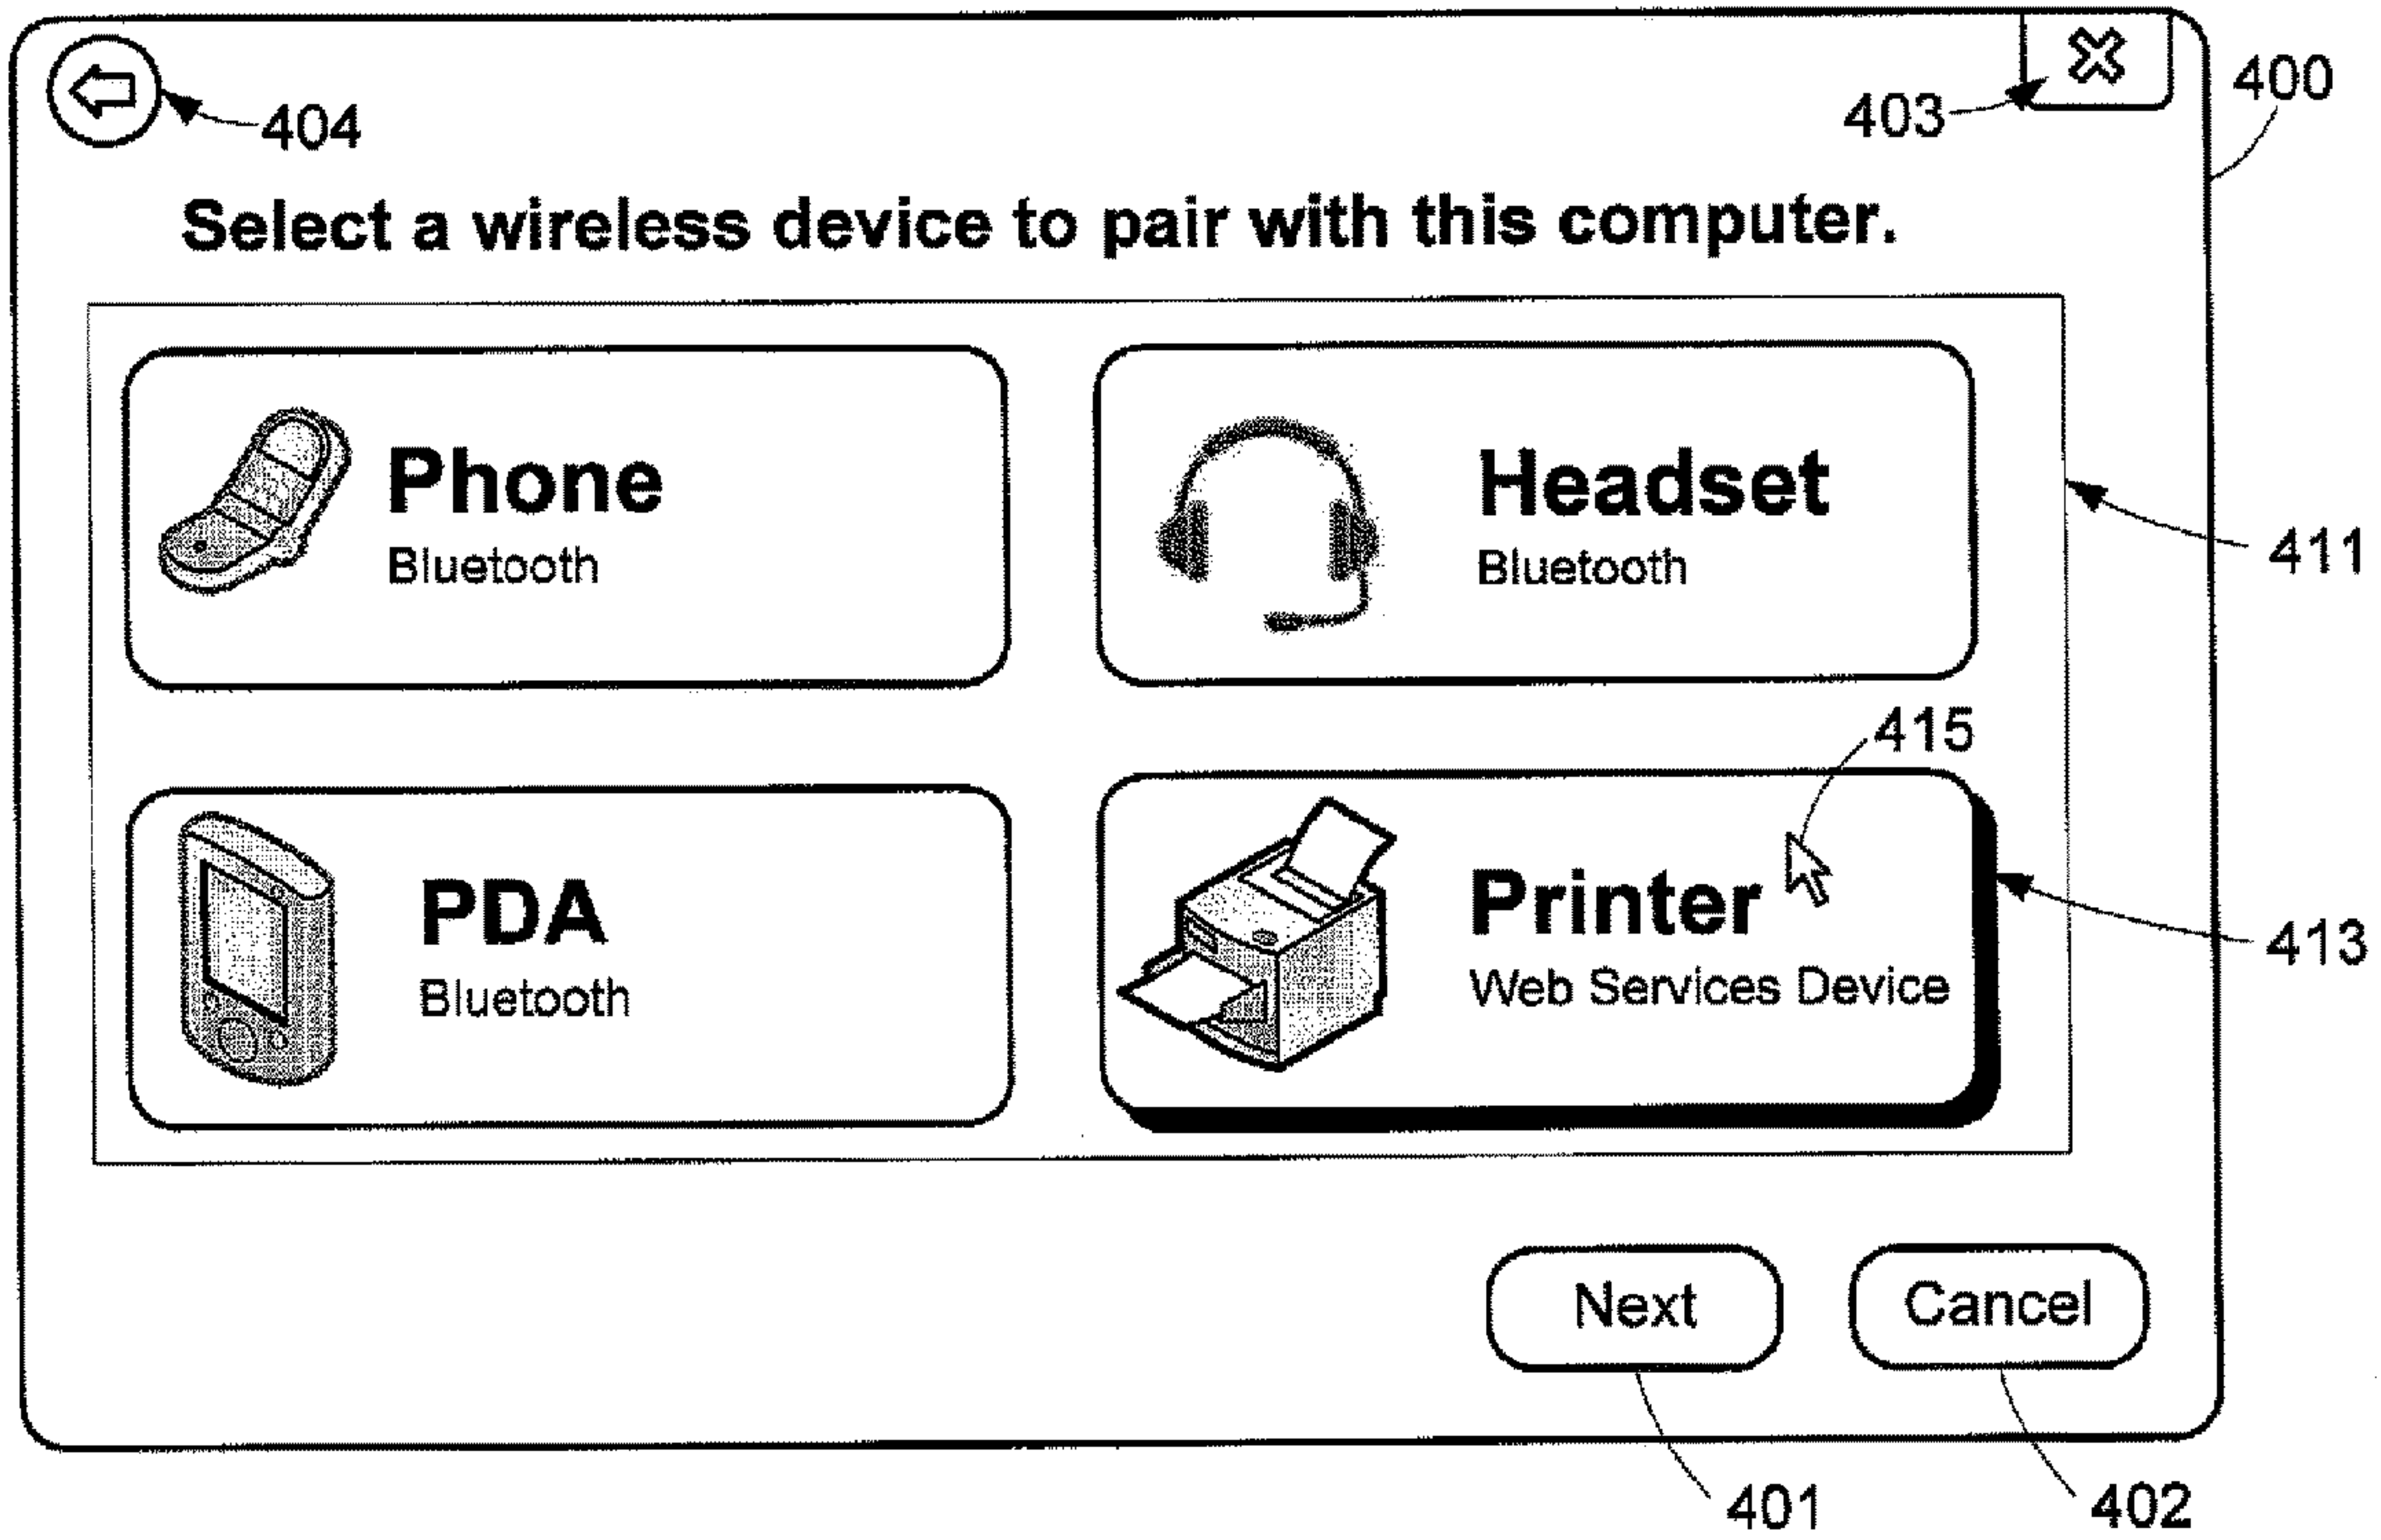 404
403
400
Select a wireless device to pair with this computer.
Phone
Bluetooth
Headset
Bluetooth
411
415
PDA
Bluetooth
Printer
Web Services Device
413
Next
Cancel
401
402